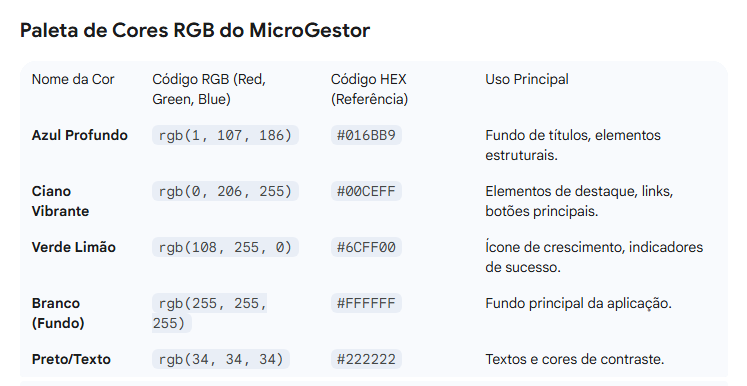 Paleta de Cores RGB do MicroGestor
Nome da Cor
Código RGB (Red,
Green, Blue)
Código HEX
(Referência)
Uso Principal
Azul Profundo
rgb(1, 107, 186)
#016BB9
Fundo de títulos, elementos
estruturais.
Ciano
Vibrante
rgb(0, 206, 255)
#00CEFF
Elementos de destaque, links,
botões principais.
Verde Limão
rgb(108, 255, 0)
#6CFF00
Ícone de crescimento, indicadores
de sucesso.
Branco
(Fundo)
rgb(255, 255,
255)
#FFFFFF
Fundo principal da aplicação.
Preto/Texto
rgb(34, 34, 34)
#222222
Textos e cores de contraste.